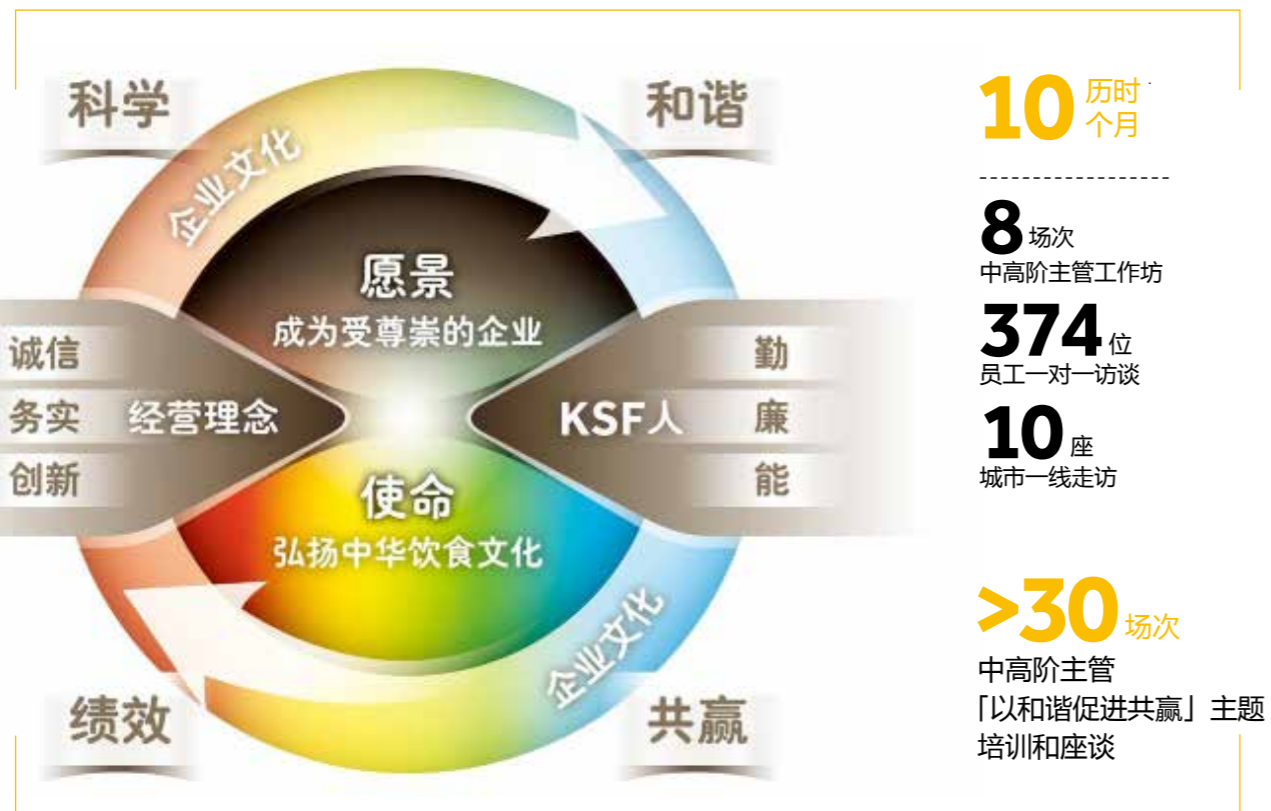 科学
和谐
企业文化
愿景
成为受尊崇的企业
诚信
务实
创新
经营理念
KSF人
勤
廉
能
使命
弘扬中华饮食文化
企业文化
绩效
共赢
10 历时
个月
8 场次
中高阶主管工作坊
374 位
员工一对一访谈
10 座
城市一线走访
>30 场次
中高阶主管
「以和谐促进共赢」主题
培训和座谈